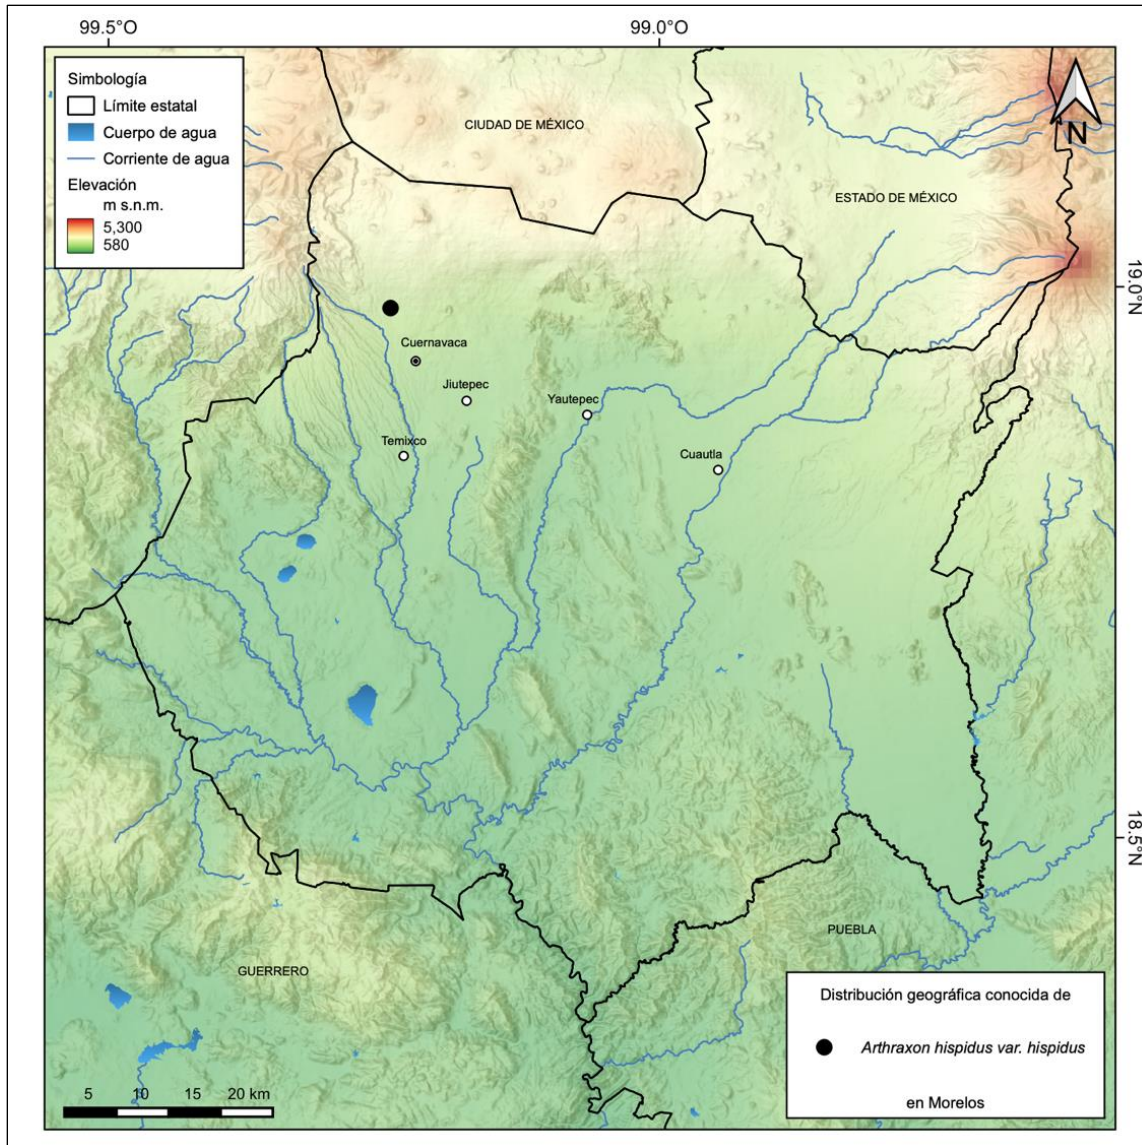 99.5°O
99.0°O
Simbología
Límite estatal
Cuerpo de agua
Corriente de agua
Elevación
m s.n.m.
5,300
580
CIUDAD DE MÉXICO
N
ESTADO DE MÉXICO
19.0°N
Cuernavaca
Jiutepec
Yautepec
Temixco
Cuautla
18.5°N
PUEBLA
GUERRERO
Distribución geográfica conocida de
Arthraxon hispidus var. hispidus
en Morelos
5 10 15 20 km